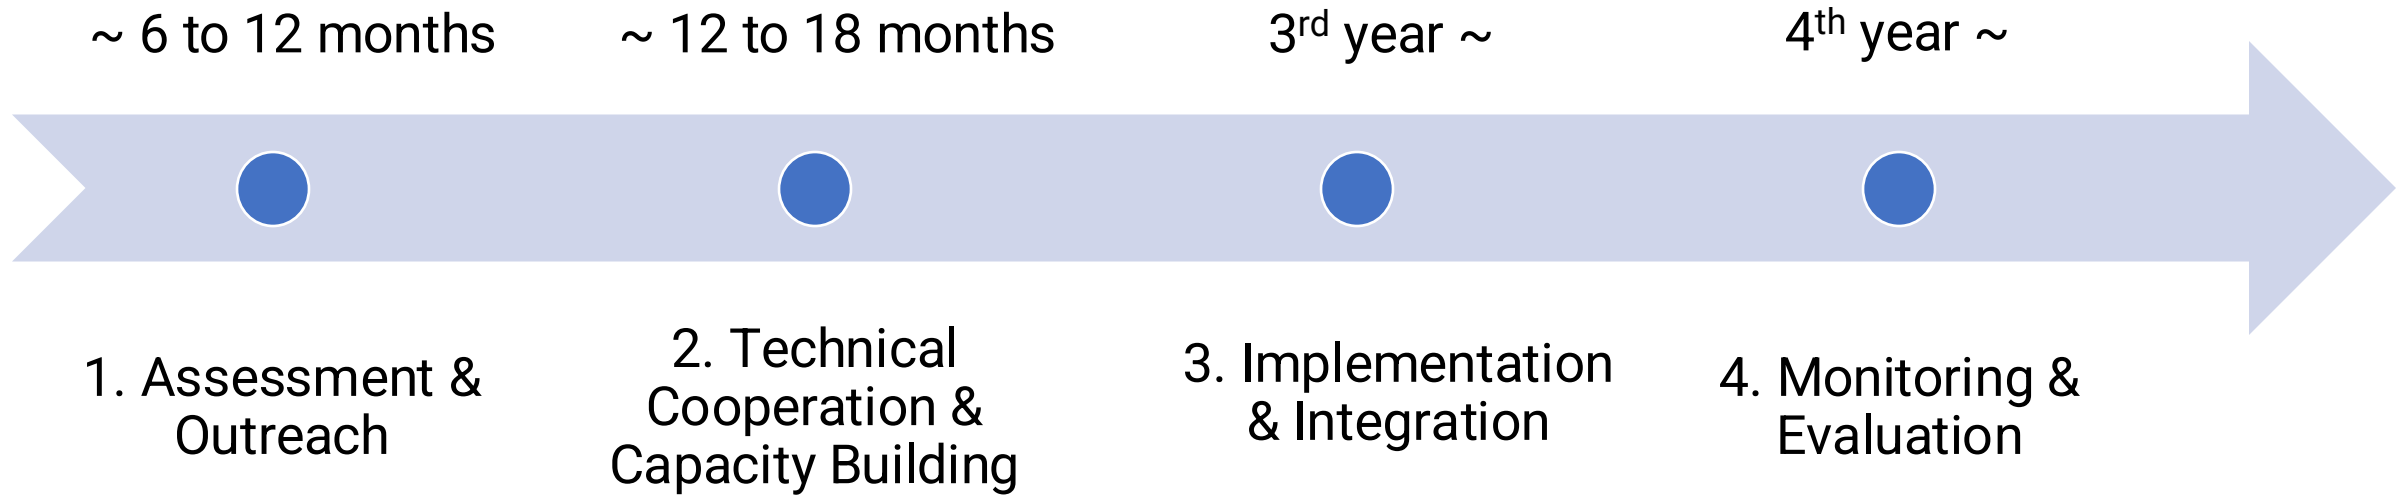 ~ 6 to 12 months
~ 12 to 18 months
3rd year ~
4th year ~
1. Assessment &
Outreach
2. Technical
Cooperation &
Capacity Building
3. Implementation
& Integration
4. Monitoring &
Evaluation